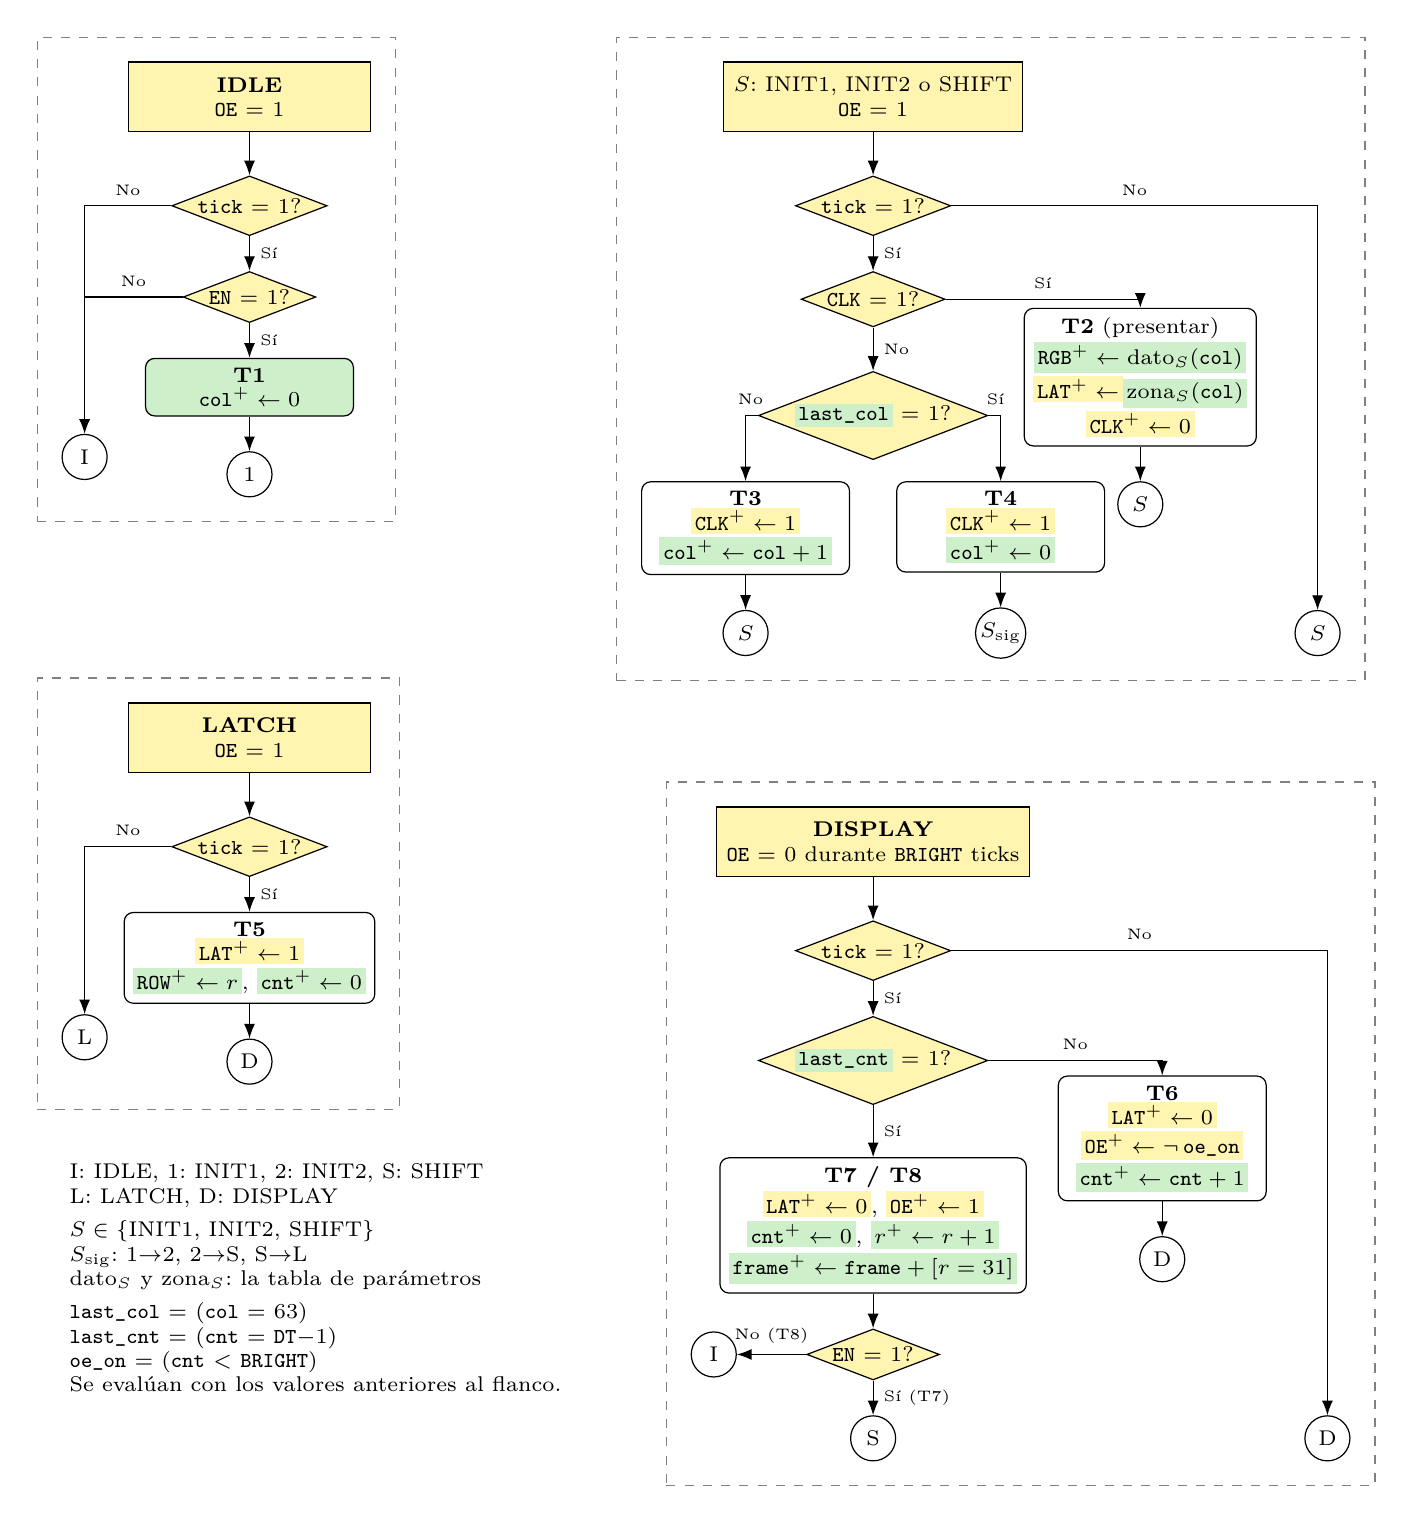 IDLE
OE = 1
tick = 1?
No
Sí
EN = 1?
No
Sí
T1
col⁺ ← 0
I
1
S: INIT1, INIT2 o SHIFT
OE = 1
tick = 1?
No
Sí
CLK = 1?
Sí
No
T2 (presentar)
RGB⁺ ← dato_S(col)
LAT⁺ ← zona_S(col)
CLK⁺ ← 0
S
last_col = 1?
No
Sí
T3
CLK⁺ ← 1
col⁺ ← col + 1
T4
CLK⁺ ← 1
col⁺ ← 0
S
S_sig
S
LATCH
OE = 1
tick = 1?
No
Sí
T5
LAT⁺ ← 1
ROW⁺ ← r, cnt⁺ ← 0
L
D
DISPLAY
OE = 0 durante BRIGHT ticks
tick = 1?
No
Sí
last_cnt = 1?
No
Sí
T6
LAT⁺ ← 0
OE⁺ ← ¬ oe_on
cnt⁺ ← cnt + 1
D
T7 / T8
LAT⁺ ← 0, OE⁺ ← 1
cnt⁺ ← 0, r⁺ ← r + 1
frame⁺ ← frame + [r = 31]
EN = 1?
No (T8)
I
Sí (T7)
S
D
I: IDLE, 1: INIT1, 2: INIT2, S: SHIFT
L: LATCH, D: DISPLAY
S ∈ {INIT1, INIT2, SHIFT}
S_sig: 1→2, 2→S, S→L
dato_S y zona_S: la tabla de parámetros
last_col = (col = 63)
last_cnt = (cnt = DT−1)
oe_on = (cnt < BRIGHT)
Se evalúan con los valores anteriores al flanco.